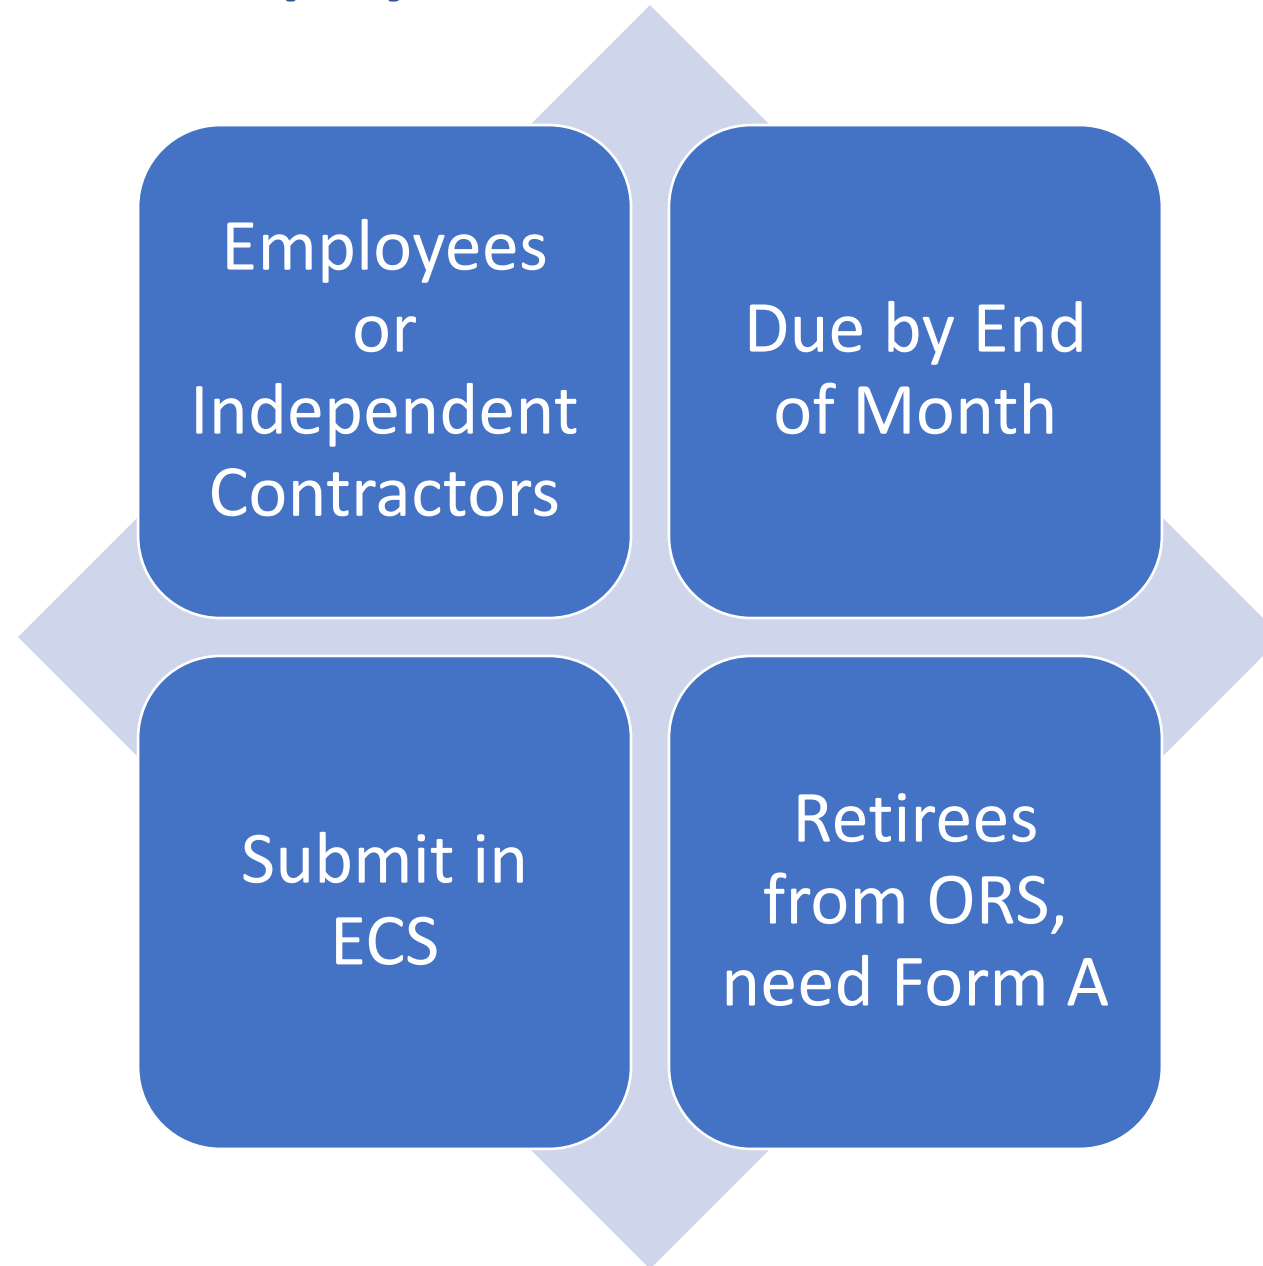 Employees
or
Independent
Contractors
Due by End
of Month
Submit in
ECS
Retirees
from ORS,
need Form A